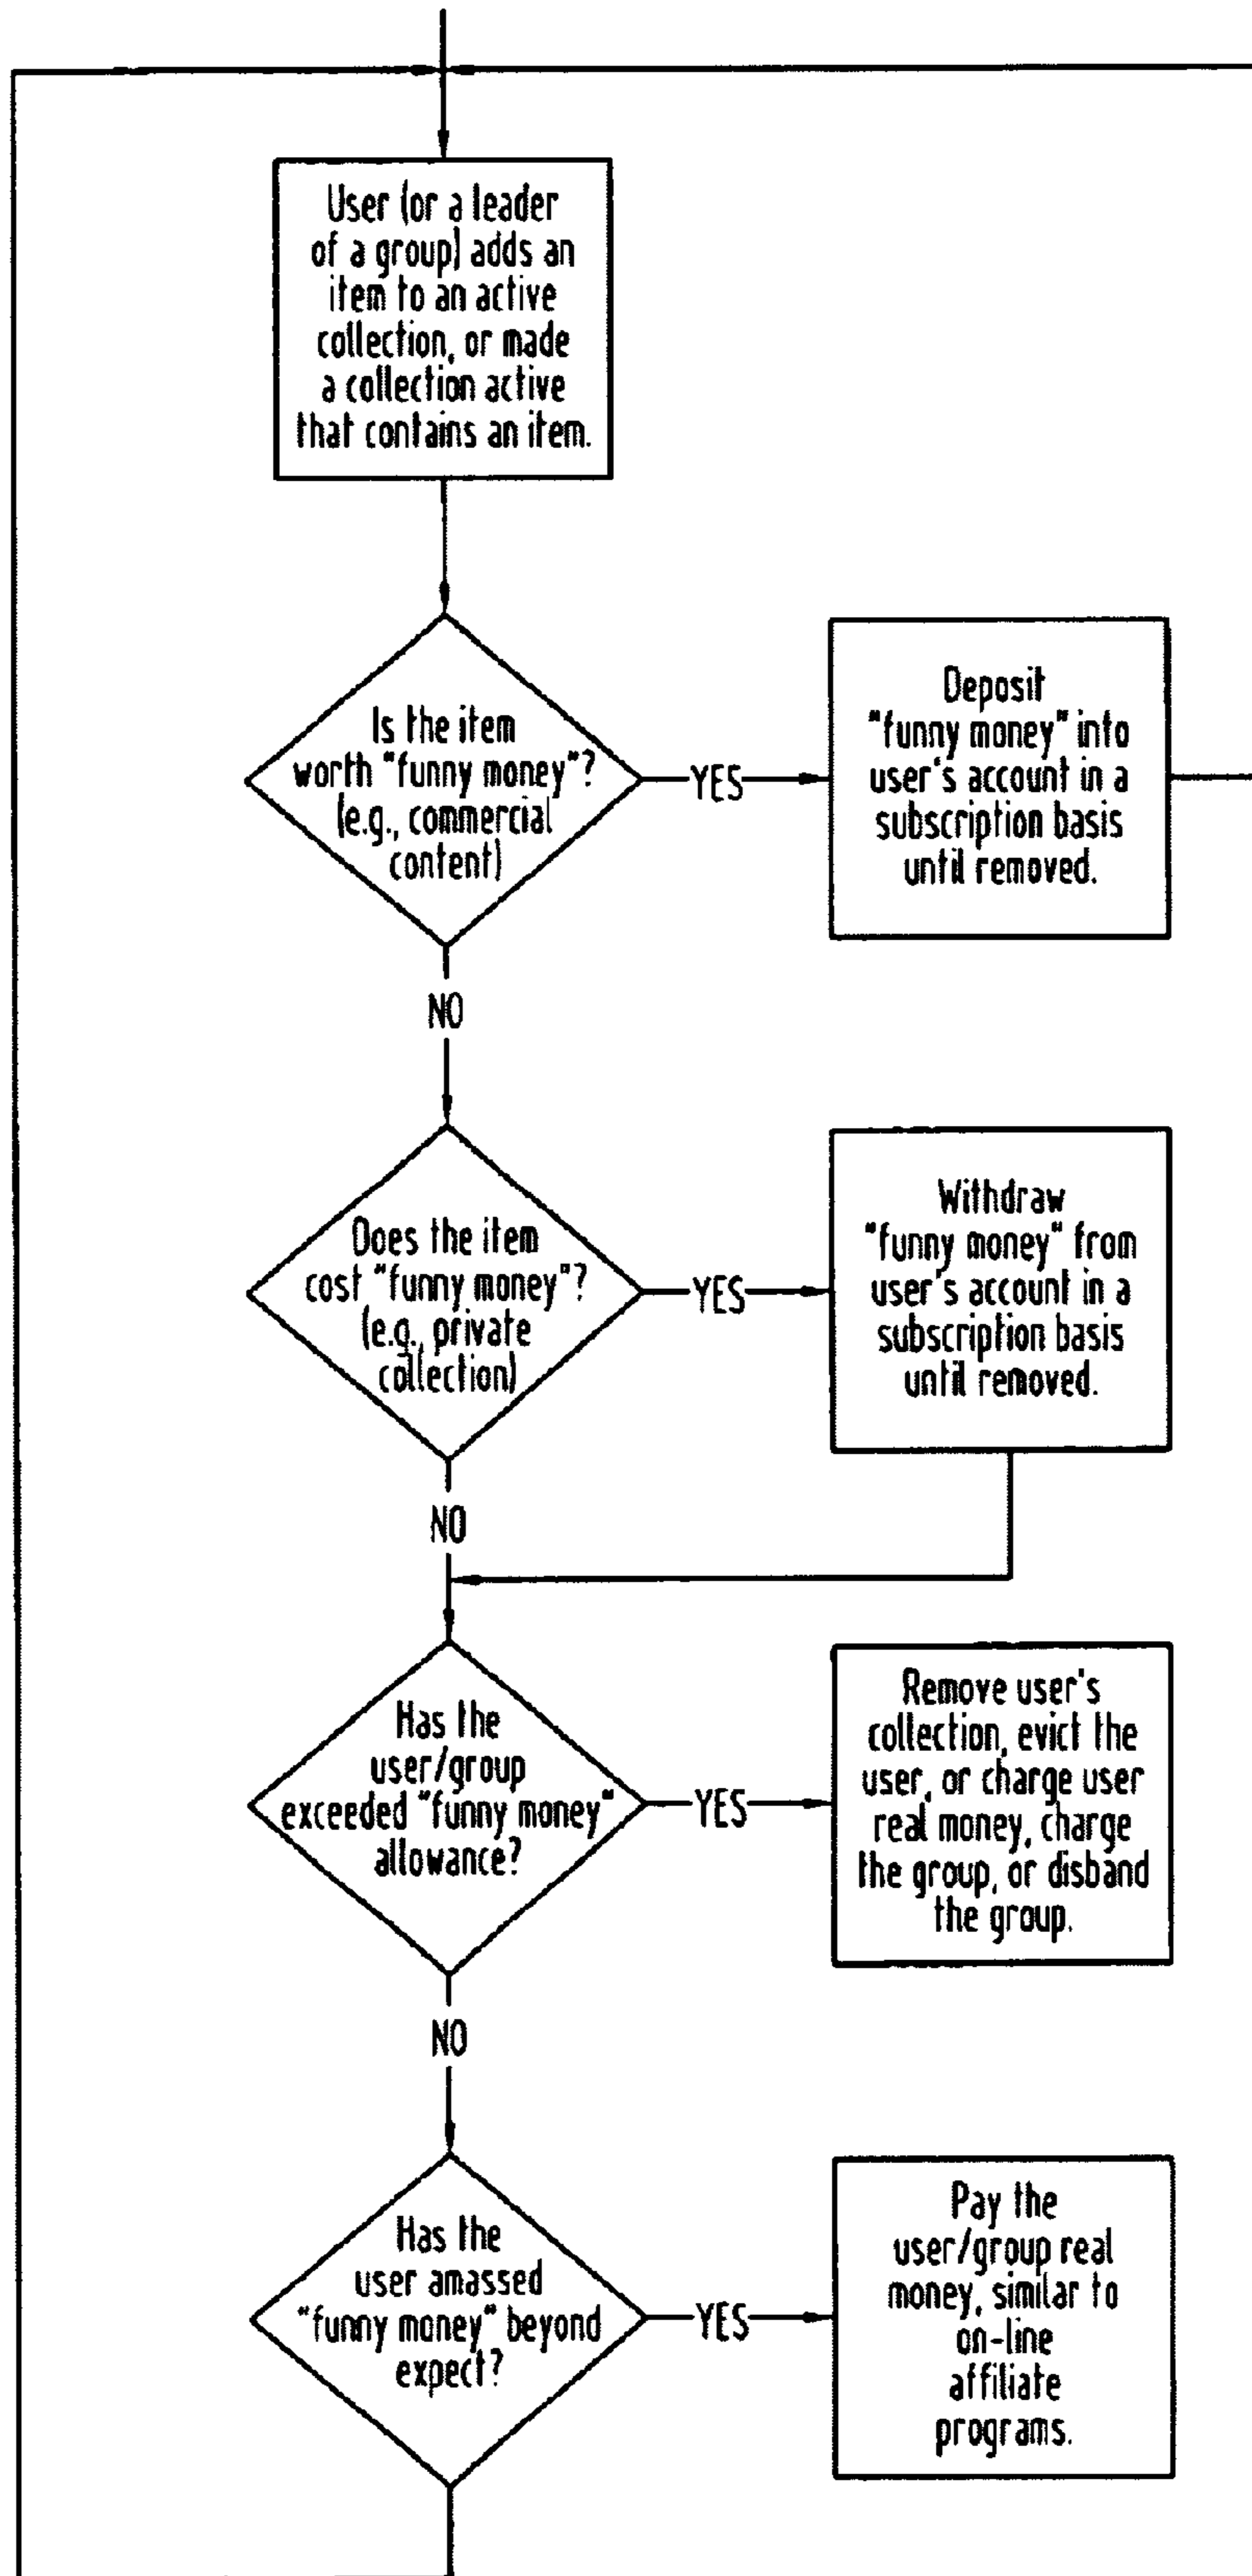 User (or a leader
of a group) adds an
item to an active
collection, or made
a collection active
that contains an item.
Is the item
worth "funny money"?
(e.g., commercial
content)
YES
Deposit
"funny money" into
user's account in a
subscription basis
until removed.
NO
Does the item
cost "funny money"?
(e.g., private
collection)
YES
Withdraw
"funny money" from
user's account in a
subscription basis
until removed.
NO
Has the
user/group
exceeded "funny money"
allowance?
YES
Remove user's
collection, evict the
user, or charge user
real money, charge
the group, or disband
the group.
NO
Has the
user amassed
"funny money" beyond
expect?
YES
Pay the
user/group real
money, similar to
on-line
affiliate
programs.